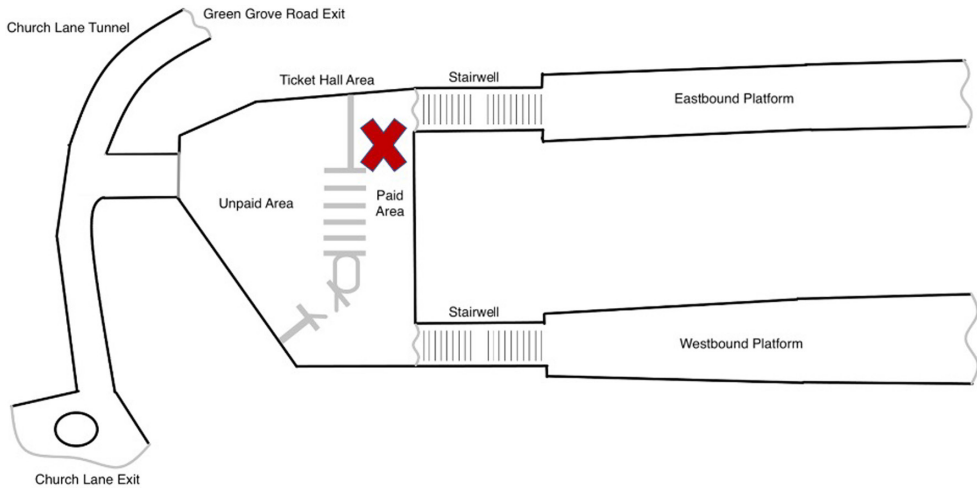 Green Grove Road Exit
Church Lane Tunnel
Ticket Hall Area
Stairwell
Eastbound Platform
Unpaid Area
Paid
Area
Stairwell
Westbound Platform
Church Lane Exit